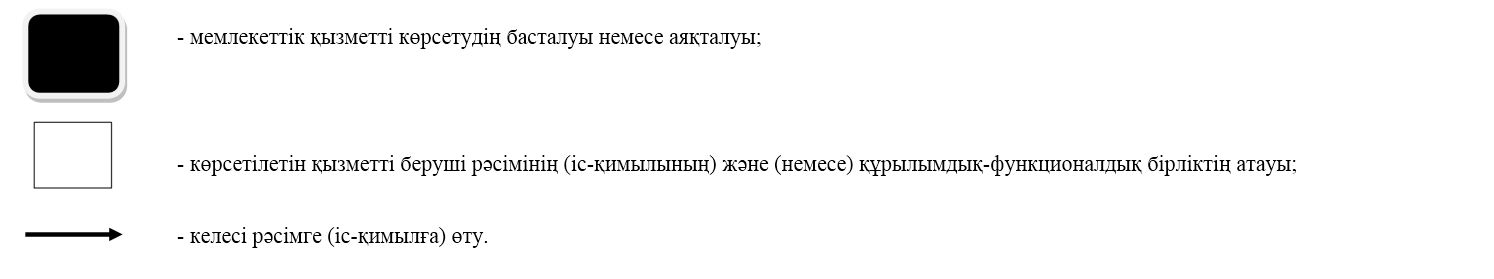 - мемлекеттік қызметті көрсетудің басталуы немесе аяқталуы;
- көрсетілетін қызметті беруші рәсімінің (іс-қимылының) және (немесе) құрылымдық-функционалдық бірліктің атауы;
- келесі рәсімге (іс-қимылға) өту.